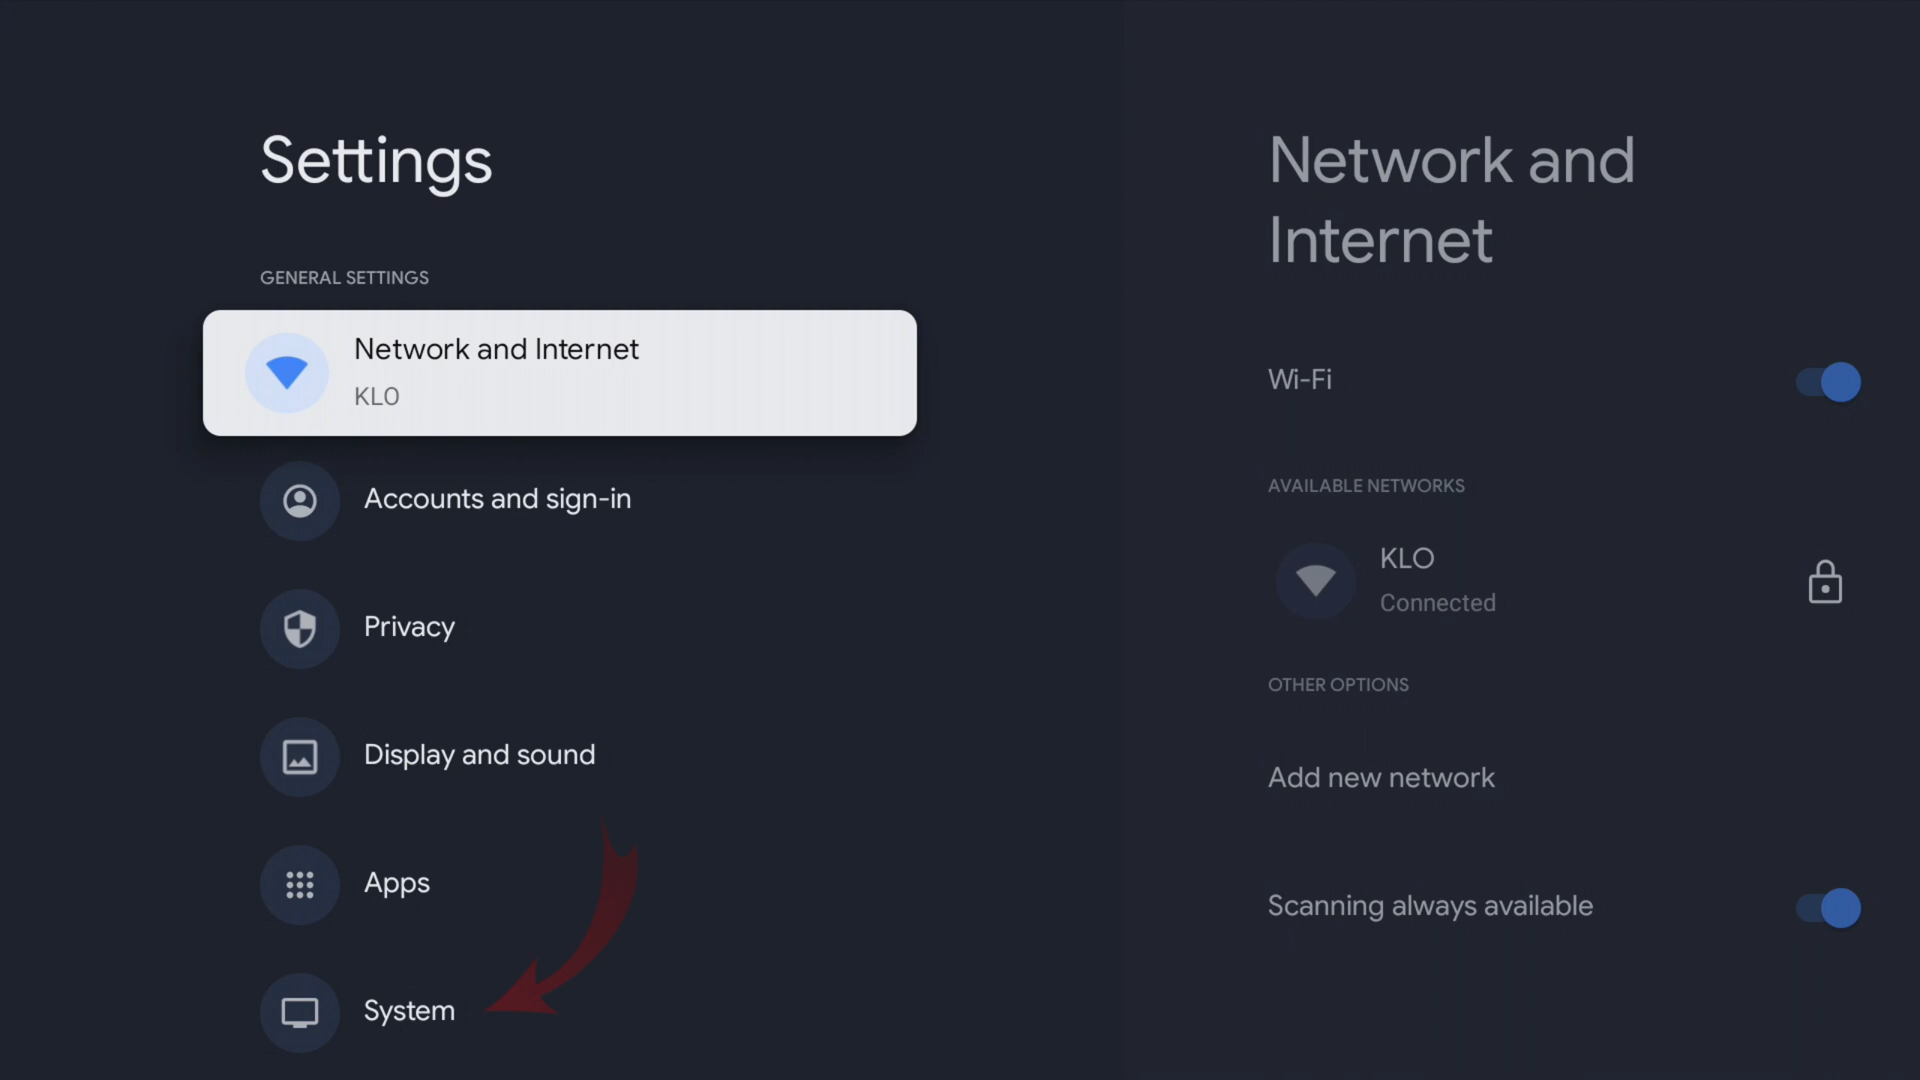 Settings
GENERAL SETTINGS
Network and Internet
KLO
Accounts and sign-in
Privacy
Display and sound
Apps
System
Network and
Internet
Wi-Fi
AVAILABLE NETWORKS
KLO
Connected
OTHER OPTIONS
Add new network
Scanning always available